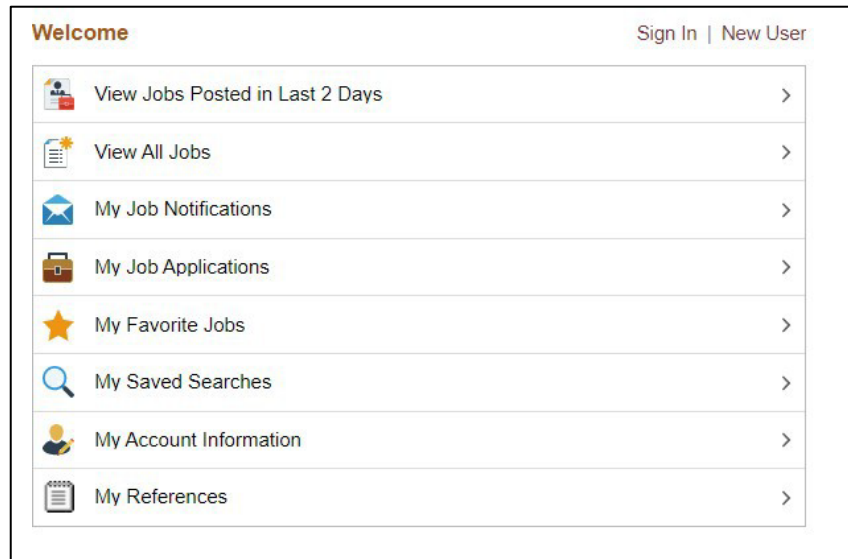 Welcome
Sign In | New User
View Jobs Posted in Last 2 Days
View All Jobs
My Job Notifications
My Job Applications
My Favorite Jobs
My Saved Searches
My Account Information
My References